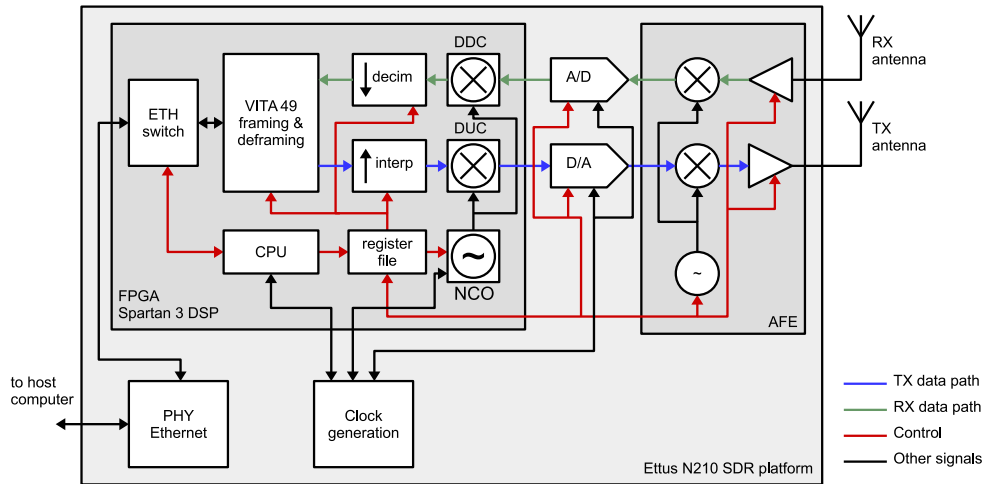 DDC
RX
antenna
decim
A/D
ETH
switch
VITA 49
framing &
deframing
DUC
TX
antenna
interp
D/A
CPU
register
file
~
~
NCO
FPGA
Spartan 3 DSP
AFE
to host
computer
PHY
Ethernet
Clock
generation
TX data path
RX data path
Control
Other signals
Ettus N210 SDR platform